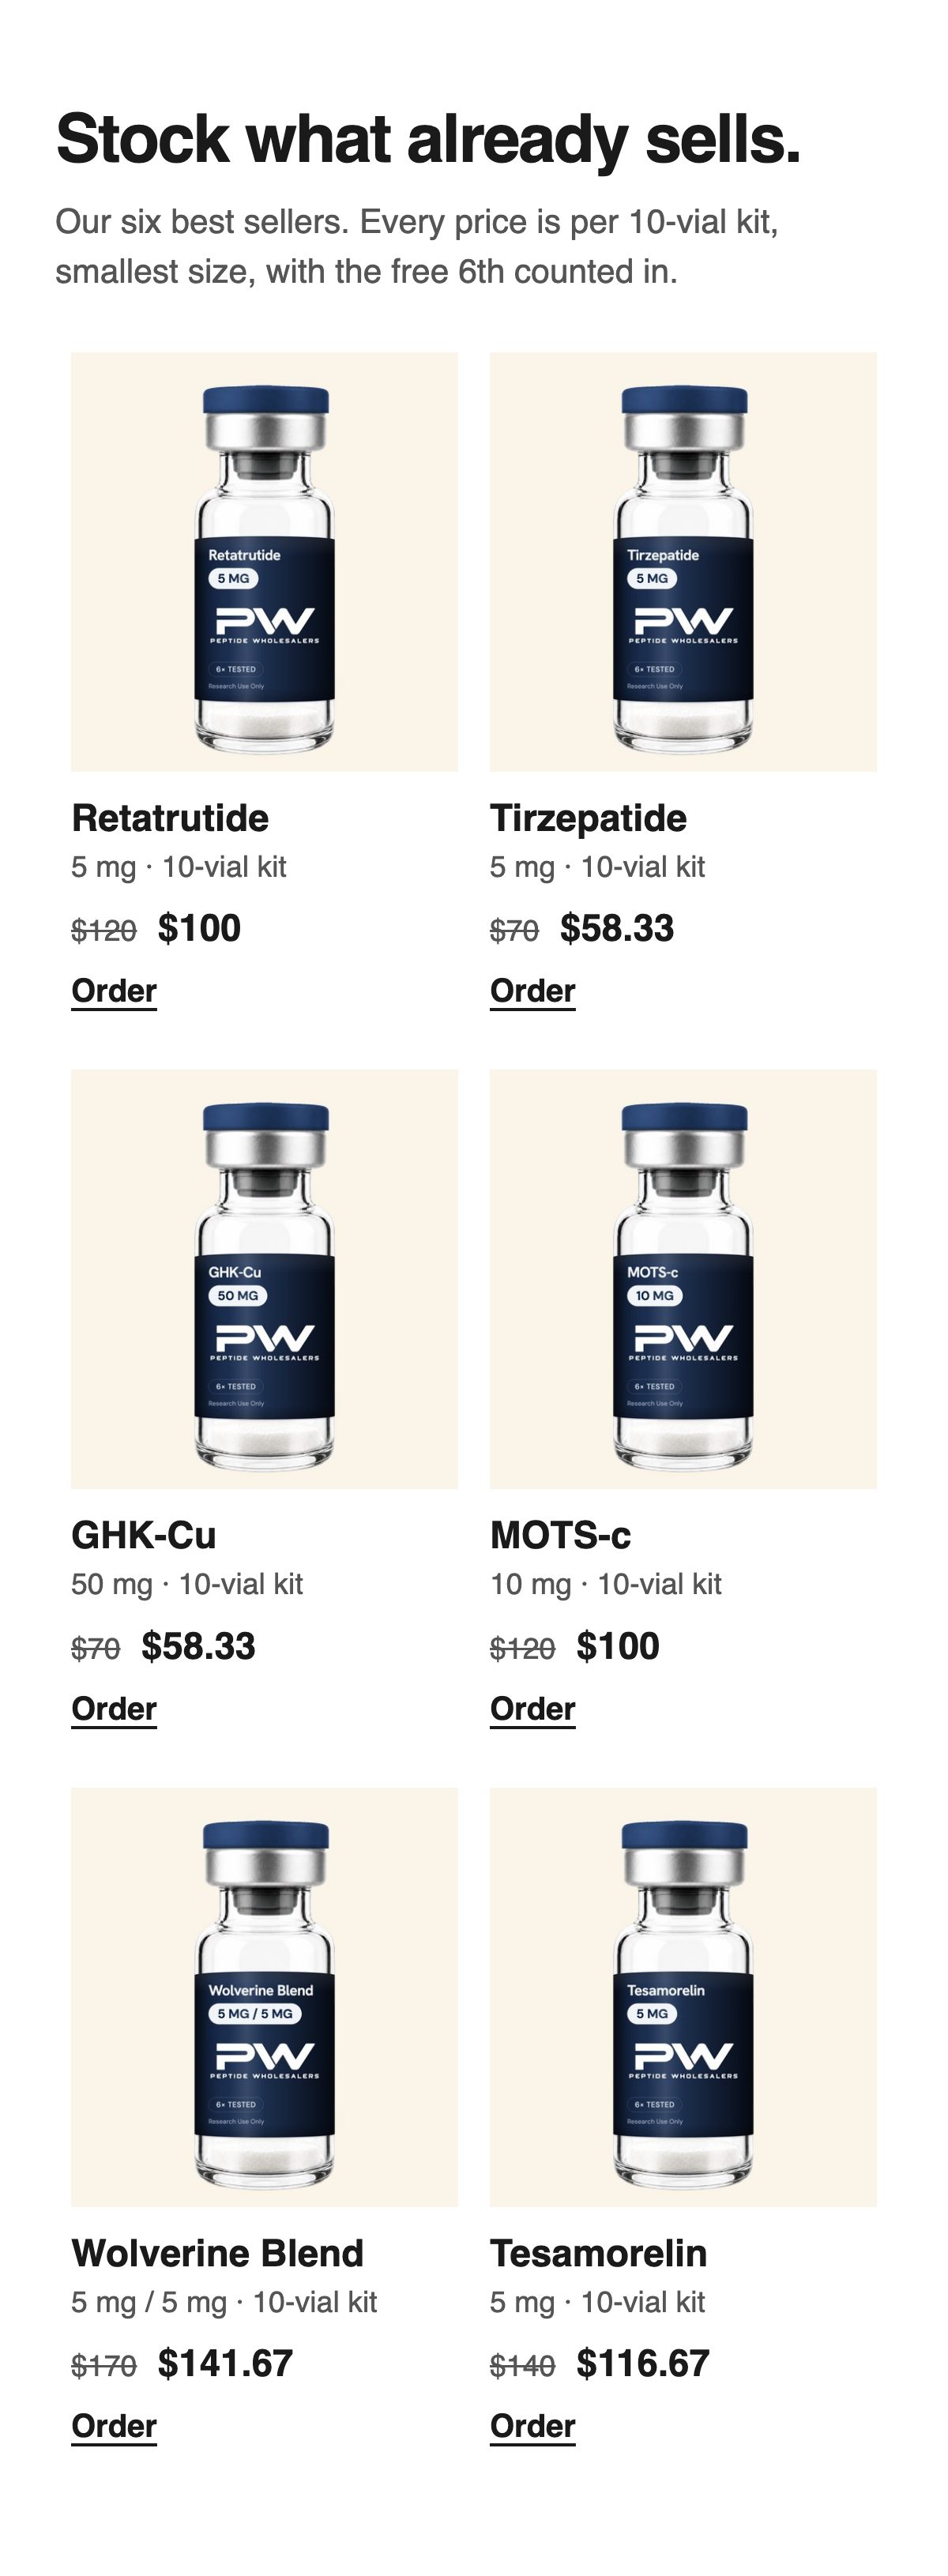 Stock what already sells.
Our six best sellers. Every price is per 10-vial kit,
smallest size, with the free 6th counted in.
Retatrutide
5 MG
PW
PEPTIDE WHOLESALERS
6× TESTED
Research Use Only
Tirzepatide
5 MG
PW
PEPTIDE WHOLESALERS
6× TESTED
Research Use Only
Retatrutide
5 mg · 10-vial kit
$120 $100
Order
Tirzepatide
5 mg · 10-vial kit
$70 $58.33
Order
GHK-Cu
50 MG
PW
PEPTIDE WHOLESALERS
6× TESTED
Research Use Only
MOTS-c
10 MG
PW
PEPTIDE WHOLESALERS
6× TESTED
Research Use Only
GHK-Cu
50 mg · 10-vial kit
$70 $58.33
Order
MOTS-c
10 mg · 10-vial kit
$120 $100
Order
Wolverine Blend
5 MG / 5 MG
PW
PEPTIDE WHOLESALERS
6× TESTED
Research Use Only
Tesamorelin
5 MG
PW
PEPTIDE WHOLESALERS
6× TESTED
Research Use Only
Wolverine Blend
5 mg / 5 mg · 10-vial kit
$170 $141.67
Order
Tesamorelin
5 mg · 10-vial kit
$140 $116.67
Order